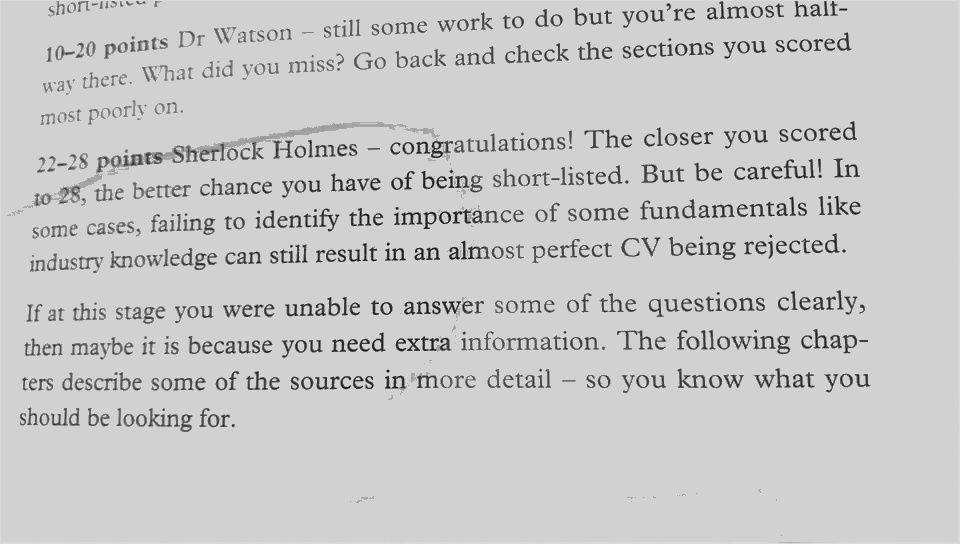 short-listed
10–20 points Dr Watson – still some work to do but you're almost half-
way there. What did you miss? Go back and check the sections you scored
most poorly on.
22–28 points Sherlock Holmes – congratulations! The closer you scored
to 28, the better chance you have of being short-listed. But be careful! In
some cases, failing to identify the importance of some fundamentals like
industry knowledge can still result in an almost perfect CV being rejected.
If at this stage you were unable to answer some of the questions clearly,
then maybe it is because you need extra information. The following chap-
ters describe some of the sources in more detail – so you know what you
should be looking for.